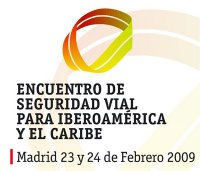 ENCUENTRO DE
SEGURIDAD VIAL
PARA IBEROAMÉRICA
Y EL CARIBE
Madrid 23 y 24 de Febrero 2009